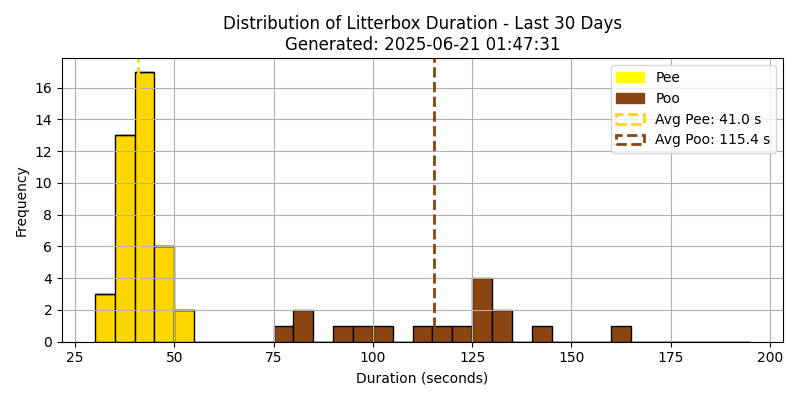 Distribution of Litterbox Duration - Last 30 Days
Generated: 2025-06-21 01:47:31
Pee
Poo
Avg Pee: 41.0 s
Avg Poo: 115.4 s
Frequency
16
14
12
10
8
6
4
2
0
25 50 75 100 125 150 175 200
Duration (seconds)